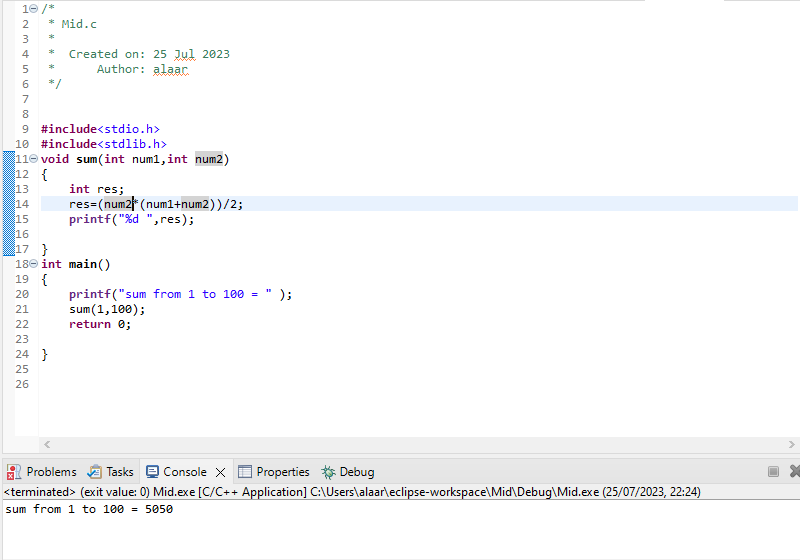 1 /*
2  * Mid.c
3  *
4  *  Created on: 25 Jul 2023
5  *      Author: alaar
6  */
7
8
9 #include<stdio.h>
10 #include<stdlib.h>
11 void sum(int num1,int num2)
12 {
13     int res;
14     res=(num2*(num1+num2))/2;
15     printf("%d ",res);
16
17 }
18 int main()
19 {
20     printf("sum from 1 to 100 = " );
21     sum(1,100);
22     return 0;
23
24 }
25
26
Problems Tasks Console Properties Debug
<terminated> (exit value: 0) Mid.exe [C/C++ Application] C:\Users\alaar\eclipse-workspace\Mid\Debug\Mid.exe (25/07/2023, 22:24)
sum from 1 to 100 = 5050